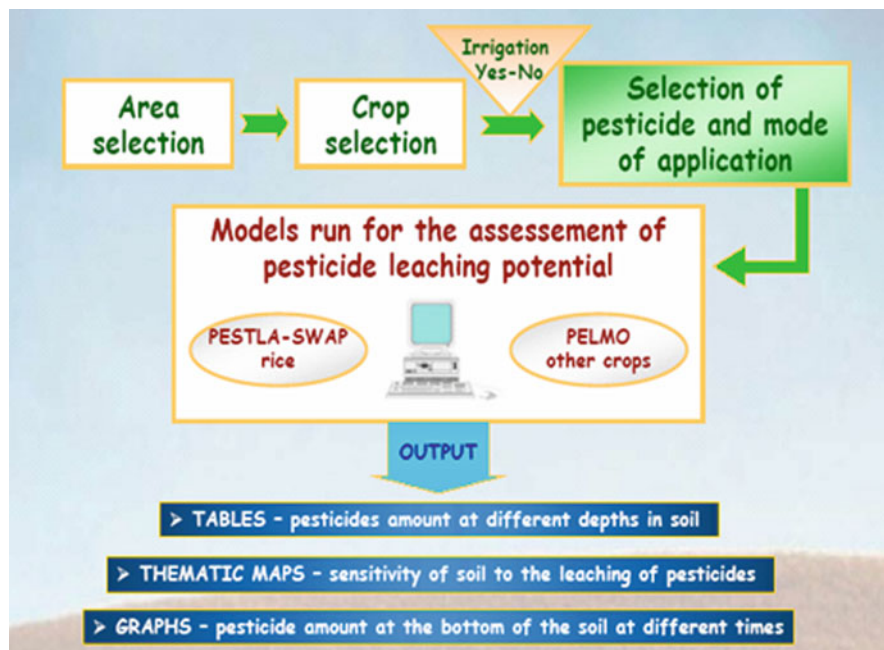 Irrigation
Yes-No
Area
selection
Crop
selection
Selection of
pesticide and mode
of application
Models run for the assessement of
pesticide leaching potential
PESTLA-SWAP
rice
PELMO
other crops
OUTPUT
➢ TABLES – pesticides amount at different depths in soil
➢ THEMATIC MAPS – sensitivity of soil to the leaching of pesticides
➢ GRAPHS – pesticide amount at the bottom of the soil at different times